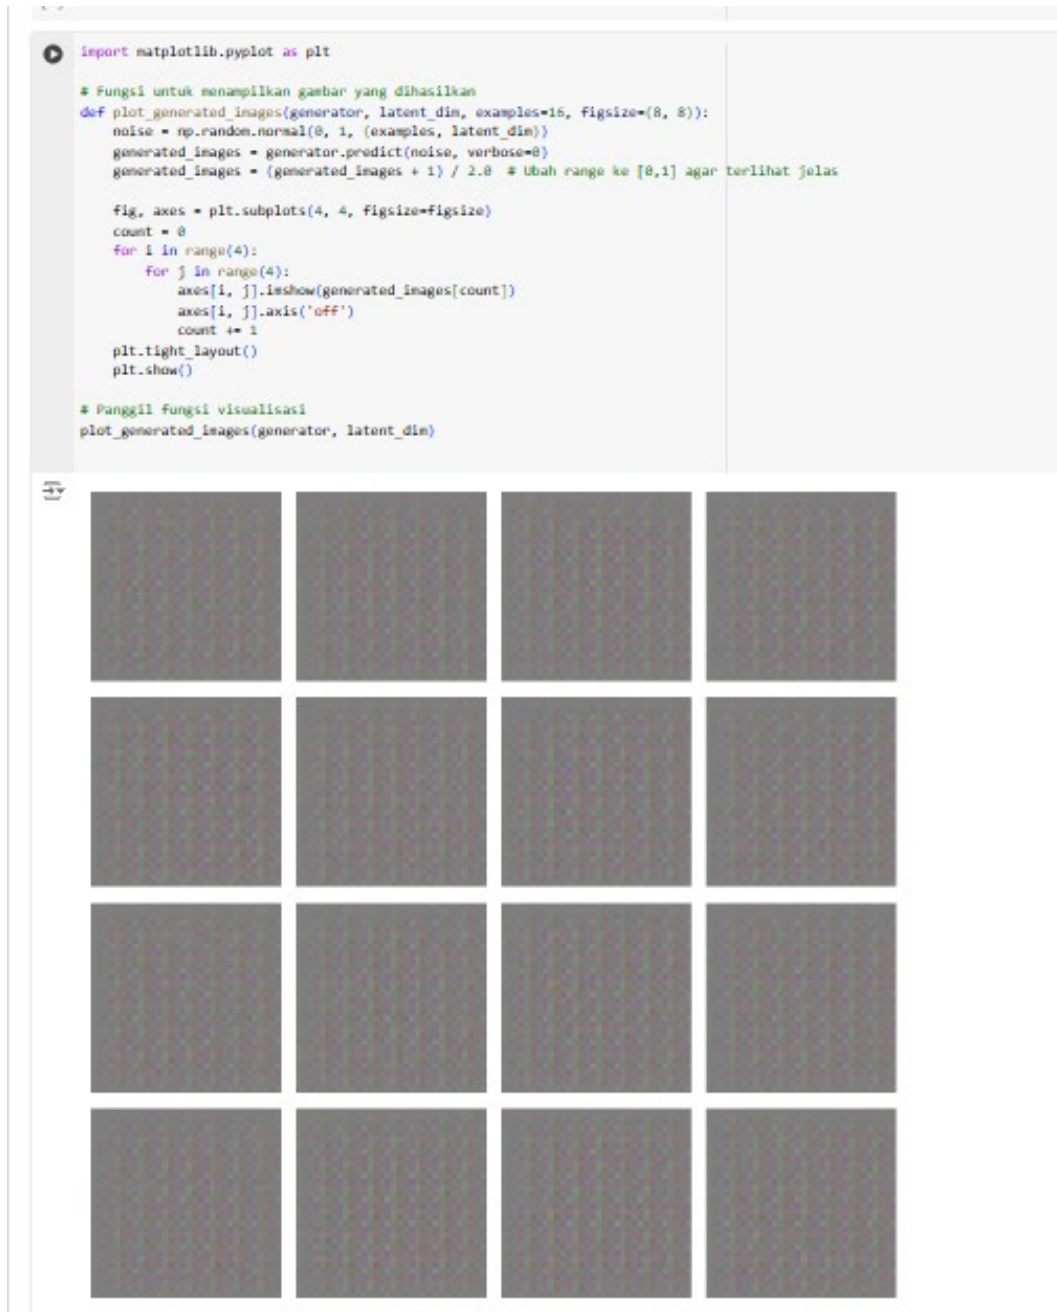 import matplotlib.pyplot as plt
# Fungsi untuk menampilkan gambar yang dihasilkan
def plot_generated_images(generator, latent_dim, examples=16, figsize=(8, 8)):
noise = np.random.normal(0, 1, (examples, latent_dim))
generated_images = generator.predict(noise, verbose=0)
generated_images = (generated_images + 1) / 2.0  # Ubah range ke [0,1] agar terlihat jelas
fig, axes = plt.subplots(4, 4, figsize=figsize)
count = 0
for i in range(4):
for j in range(4):
axes[i, j].imshow(generated_images[count])
axes[i, j].axis('off')
count += 1
plt.tight_layout()
plt.show()
# Panggil fungsi visualisasi
plot_generated_images(generator, latent_dim)